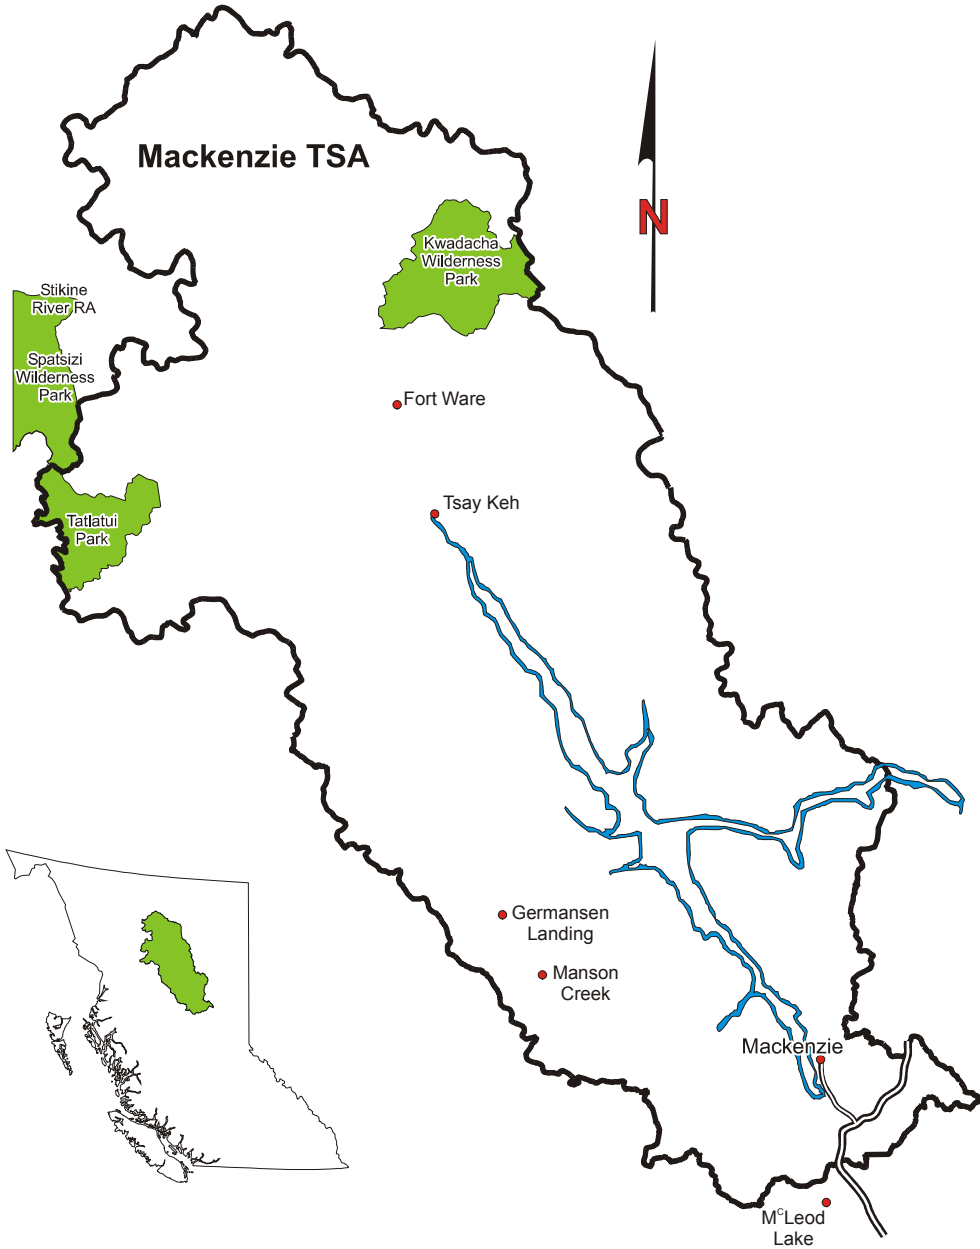 Mackenzie TSA
N
Kwadacha
Wilderness
Park
Stikine
River RA
Spatsizi
Wilderness
Park
Fort Ware
Tsay Keh
Tatlatui
Park
Germansen
Landing
Manson
Creek
Mackenzie
McLeod
Lake